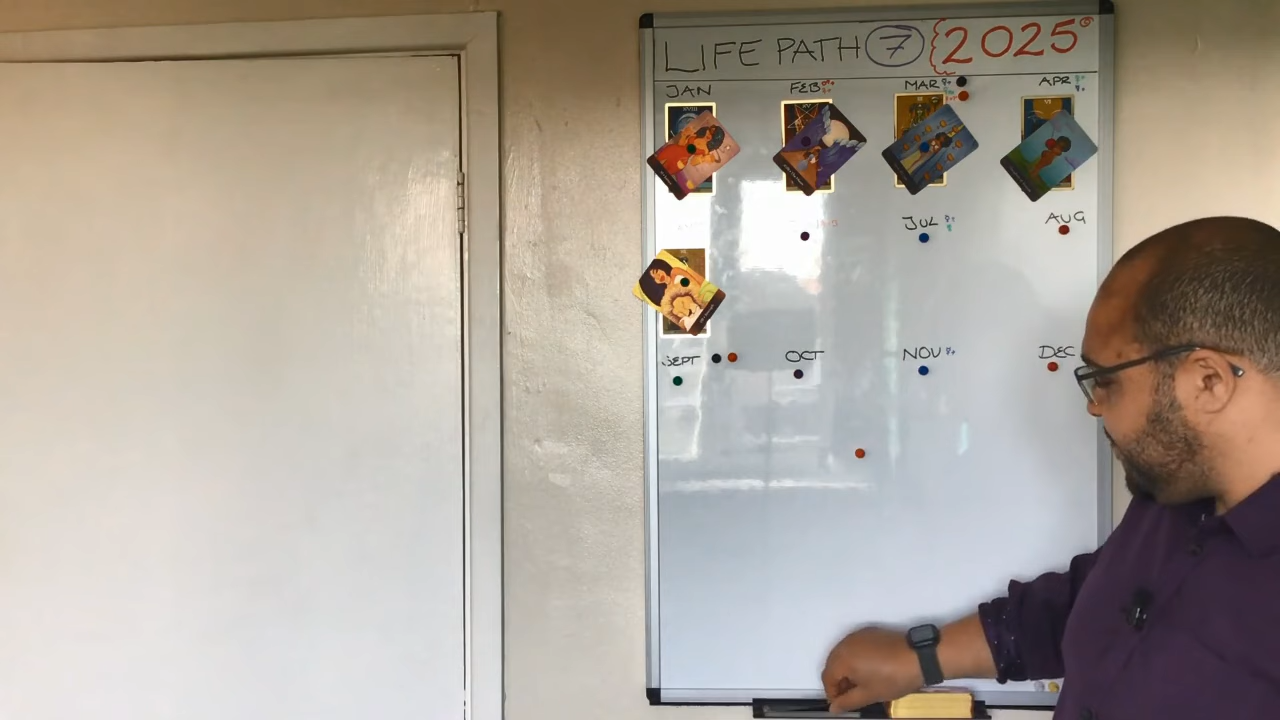 LIFE PATH 7 2025
JAN FEB MAR APR
JUL AUG
SEPT OCT NOV DEC